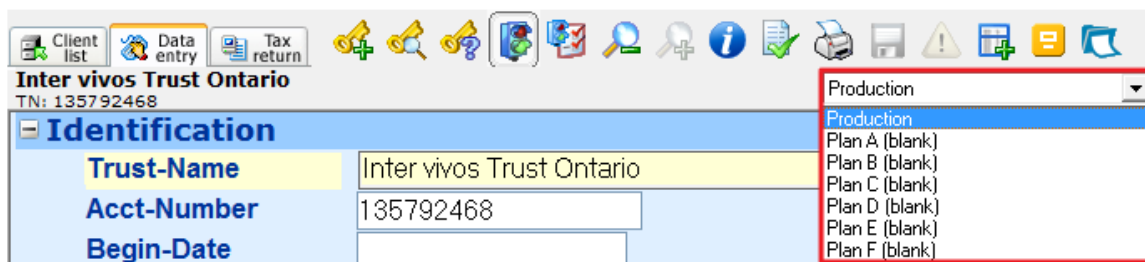 Client list
Data entry
Tax return
Inter vivos Trust Ontario
TN: 135792468
Production
Identification
Trust-Name
Inter vivos Trust Ontario
Acct-Number
135792468
Begin-Date
Production
Plan A (blank)
Plan B (blank)
Plan C (blank)
Plan D (blank)
Plan E (blank)
Plan F (blank)